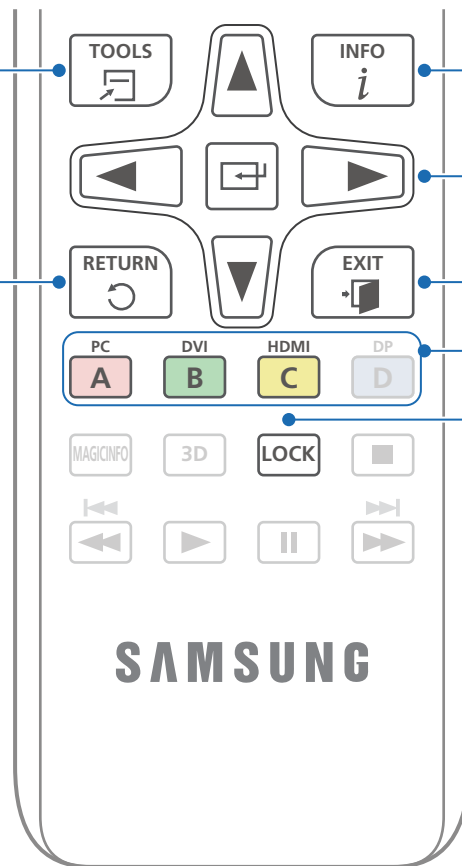 TOOLS INFO
i
RETURN EXIT
PC DVI HDMI DP
A B C D
MAGICINFO 3D LOCK
SAMSUNG